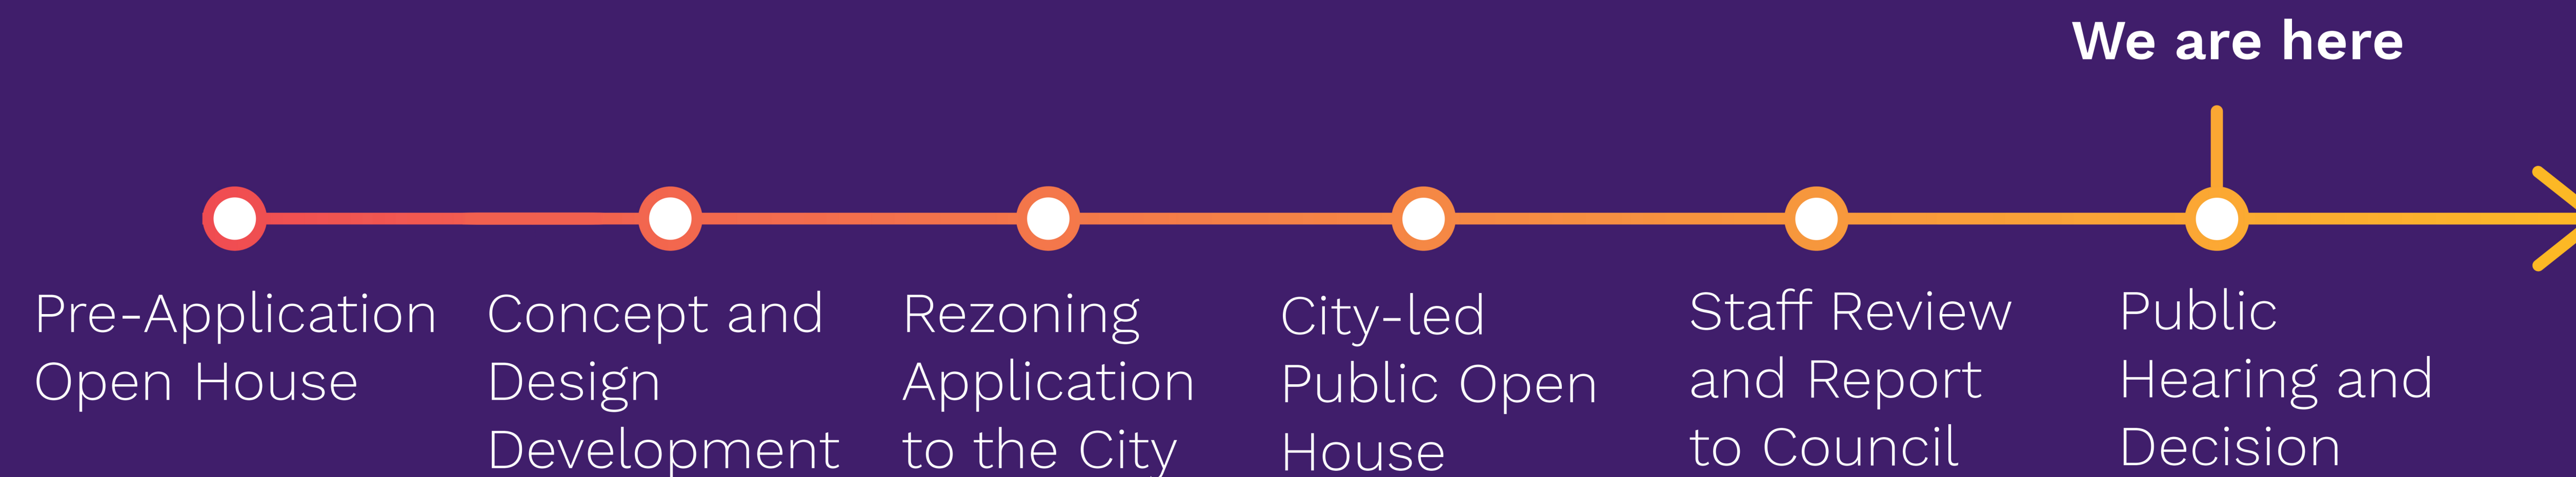 We are here
Pre-Application
Open House
Concept and
Design
Development
Rezoning
Application
to the City
City-led
Public Open
House
Staff Review
and Report
to Council
Public
Hearing and
Decision